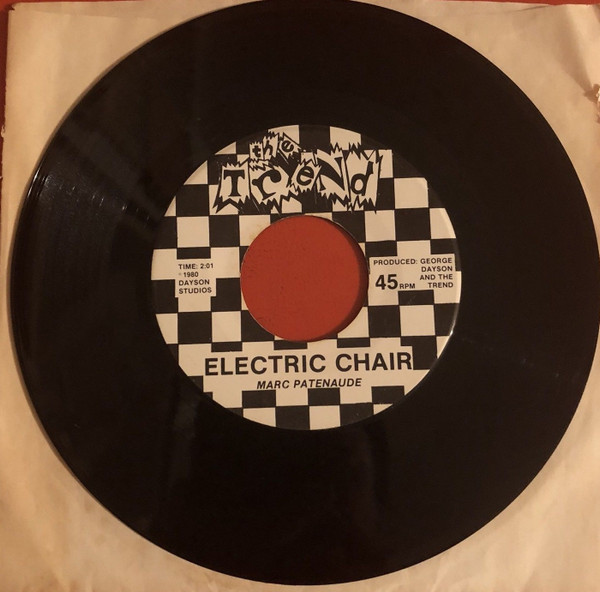 the
TreNd
TIME: 2:01
°1980
DAYSON
STUDIOS
PRODUCED: GEORGE
DAYSON
AND THE
TREND
45 RPM
ELECTRIC CHAIR
MARC PATENAUDE